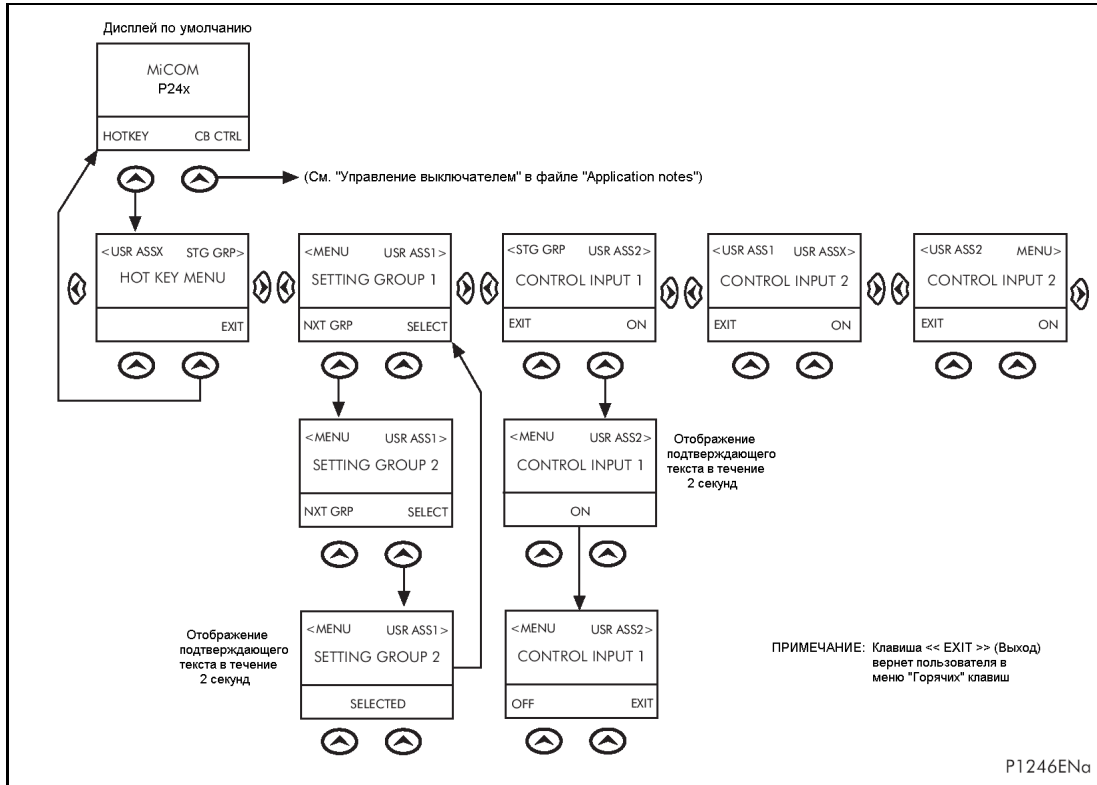 Дисплей по умолчанию
MiCOM
P24x
HOTKEY CB CTRL
(См. "Управление выключателем" в файле "Application notes")
<USR ASSX STG GRP>
HOT KEY MENU
EXIT
<MENU USR ASS1>
SETTING GROUP 1
NXT GRP SELECT
<STG GRP USR ASS2>
CONTROL INPUT 1
EXIT ON
<USR ASS1 USR ASSX>
CONTROL INPUT 2
EXIT ON
<USR ASS2 MENU>
CONTROL INPUT 2
EXIT ON
<MENU USR ASS1>
SETTING GROUP 2
NXT GRP SELECT
<MENU USR ASS2>
CONTROL INPUT 1
ON
Отображение
подтверждающего
текста в течение
2 секунд
Отображение
подтверждающего
текста в течение
2 секунд
<MENU USR ASS1>
SETTING GROUP 2
SELECTED
<MENU USR ASS2>
CONTROL INPUT 1
OFF EXIT
ПРИМЕЧАНИЕ: Клавиша << EXIT >> (Выход)
вернет пользователя в
меню "Горячих" клавиш
P1246ENa